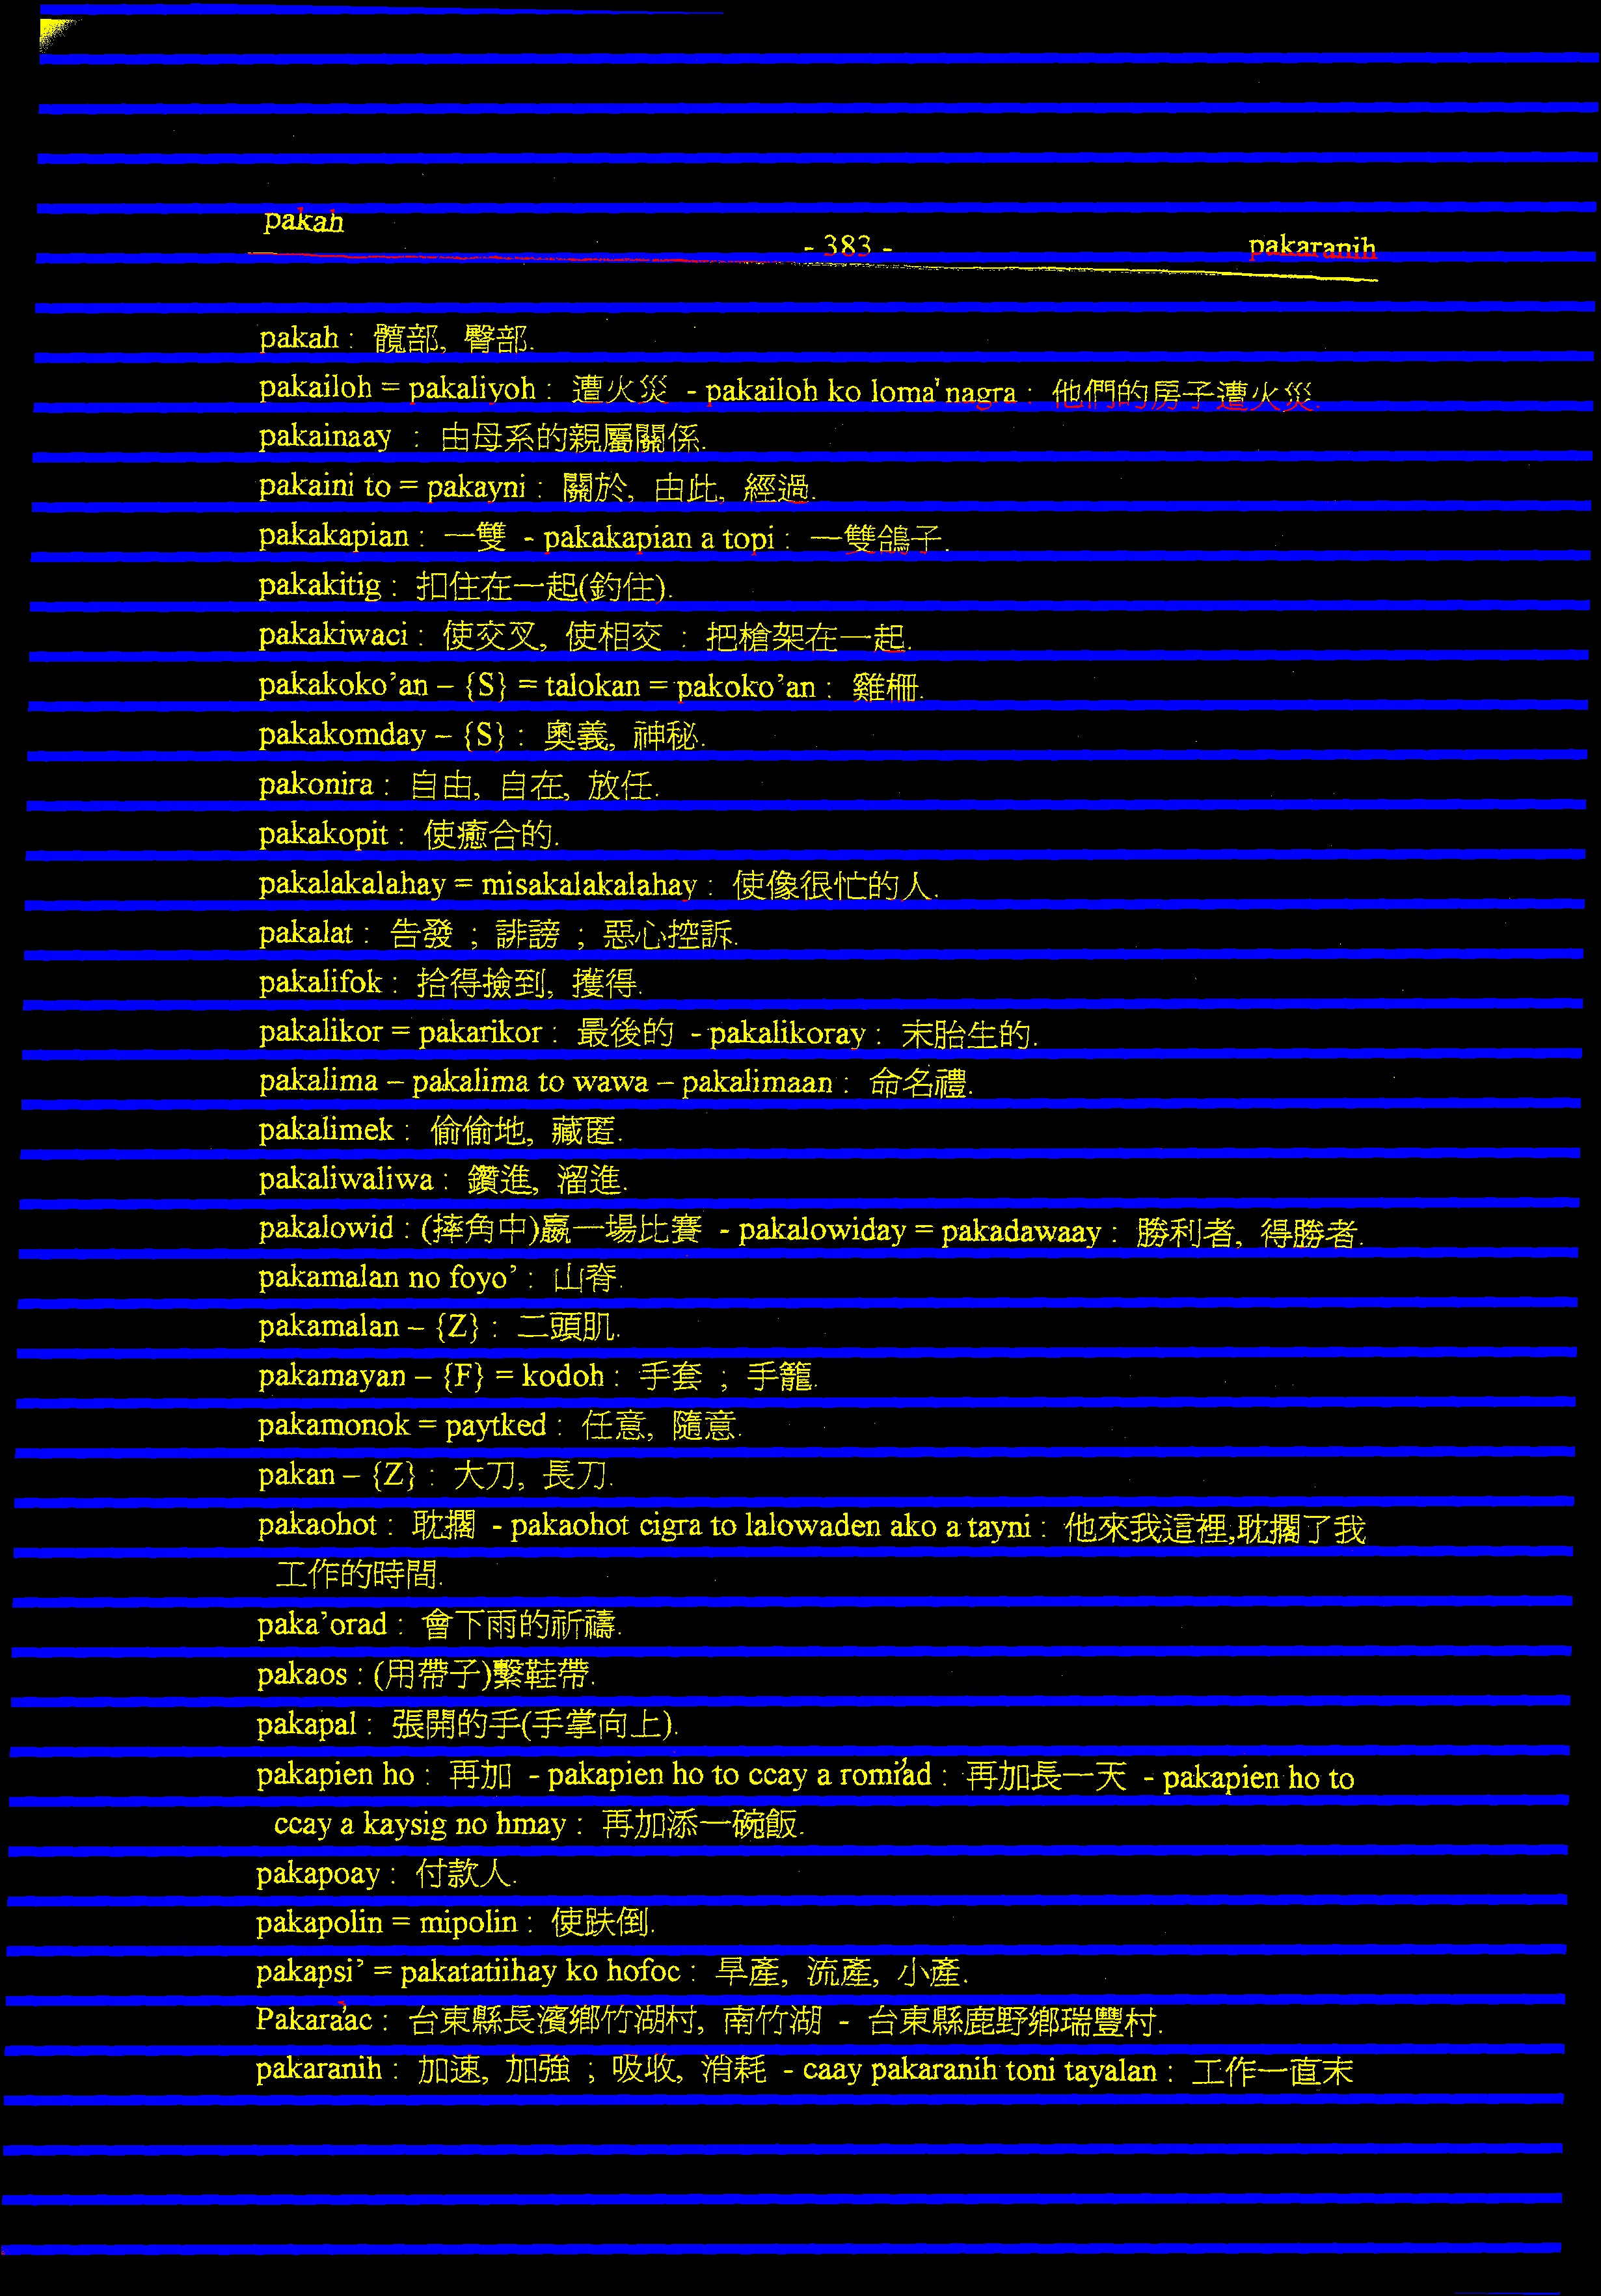 pakah
- 383 -
pakaranih
pakah : 髖部, 臀部.
pakailoh = pakaliyoh : 遭火災 - pakailoh ko loma' nagra : 他們的房子遭火災.
pakainaay : 由母系的親屬關係.
pakaini to = pakayni : 關於, 由此, 經過.
pakakapian : 一雙 - pakakapian a topi : 一雙鴿子.
pakakitig : 扣住在一起(釣住).
pakakiwaci : 使交叉, 使相交 : 把槍架在一起.
pakakoko’an – {S} = talokan = pakoko’an : 雞柵.
pakakomday – {S} : 奧義, 神秘.
pakonira : 自由, 自在, 放任.
pakakopit : 使癒合的.
pakalakalahay = misakalakalahay : 使像很忙的人.
pakalat : 告發 ; 誹謗 ; 惡心控訴.
pakalifok : 拾得撿到, 獲得.
pakalikor = pakarikor : 最後的 - pakalikoray : 末胎生的.
pakalima – pakalima to wawa – pakalimaan : 命名禮.
pakalimek : 偷偷地, 藏匿.
pakaliwaliwa : 鑽進, 溜進.
pakalowid : (摔角中)嬴一場比賽 - pakalowiday = pakadawaay : 勝利者, 得勝者.
pakamalan no foyo’ : 山脊.
pakamalan – {Z} : 二頭肌.
pakamayan – {F} = kodoh : 手套 ; 手籠.
pakamonok = paytked : 任意, 隨意.
pakan – {Z} : 大刀, 長刀.
pakaohot : 耽擱 - pakaohot cigra to lalowaden ako a tayni : 他來我這裡,耽擱了我
工作的時間.
paka’orad : 會下雨的祈禱.
pakaos : (用帶子)繫鞋帶.
pakapal : 張開的手(手掌向上).
pakapien ho : 再加 - pakapien ho to ccay a romi'ad : 再加長一天 - pakapien ho to
ccay a kaysig no hmay : 再加添一碗飯.
pakapoay : 付款人.
pakapolin = mipolin : 使趺倒.
pakapsi’ = pakatatiihay ko hofoc : 早產, 流產, 小產.
Pakara'ac : 台東縣長濱鄉竹湖村, 南竹湖 - 台東縣鹿野鄉瑞豐村.
pakaranih : 加速, 加強 ; 吸收, 消耗 - caay pakaranih toni tayalan : 工作一直末